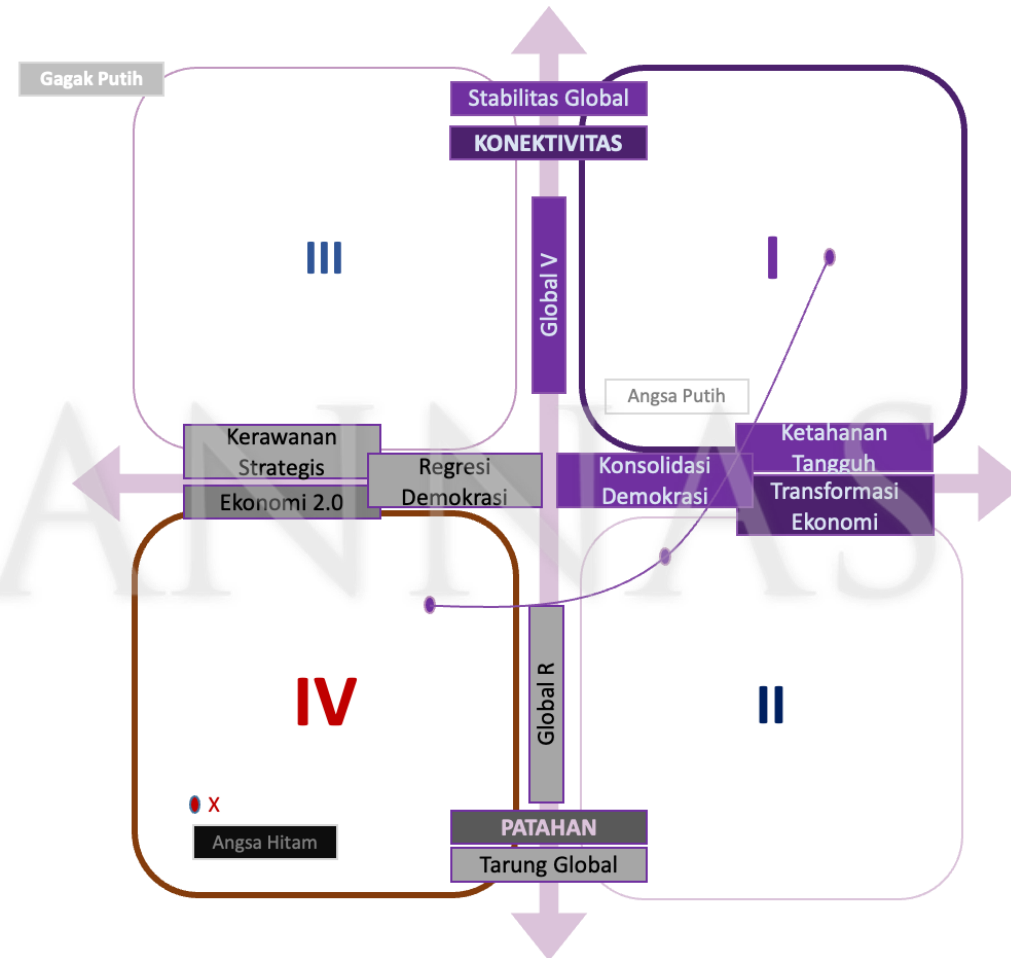 Gagak Putih
Stabilitas Global
KONEKTIVITAS
III
I
Global V
Angsa Putih
Kerawanan
Strategis
Ekonomi 2.0
Regresi
Demokrasi
Konsolidasi
Demokrasi
Ketahanan
Tangguh
Transformasi
Ekonomi
ANNAS
IV
Global R
II
X
Angsa Hitam
PATAHAN
Tarung Global